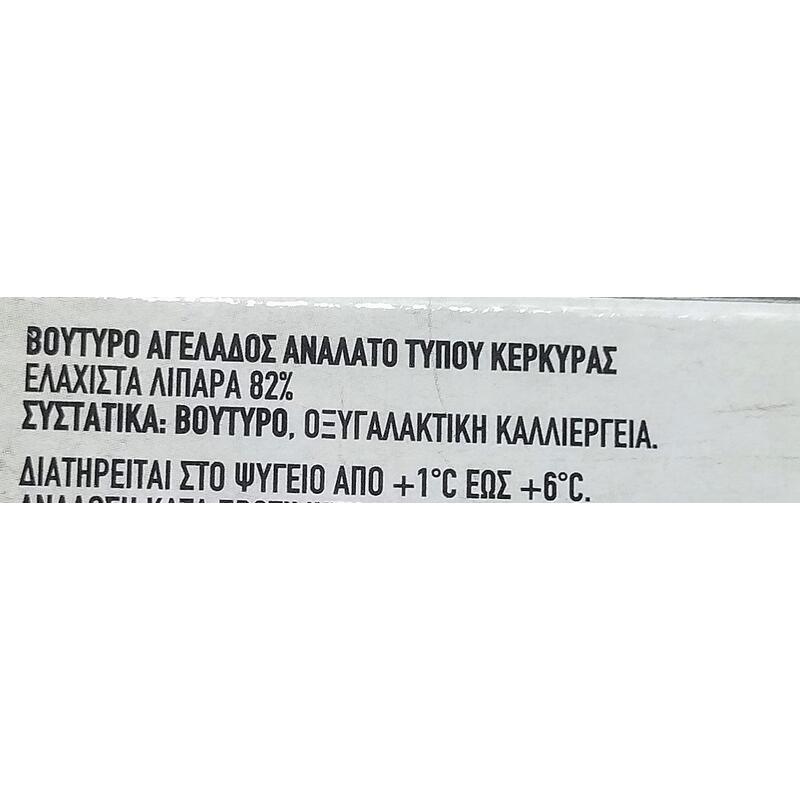 ΒΟΥΤΥΡΟ ΑΓΕΛΑΔΟΣ ΑΝΑΛΑΤΟ ΤΥΠΟΥ ΚΕΡΚΥΡΑΣ
ΕΛΑΧΙΣΤΑ ΛΙΠΑΡΑ 82%
ΣΥΣΤΑΤΙΚΑ: ΒΟΥΤΥΡΟ, ΟΞΥΓΑΛΑΚΤΙΚΗ ΚΑΛΛΙΕΡΓΕΙΑ.
ΔΙΑΤΗΡΕΙΤΑΙ ΣΤΟ ΨΥΓΕΙΟ ΑΠΟ +1°C ΕΩΣ +6°C.